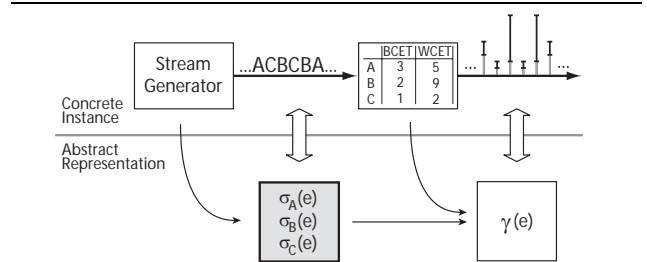 Stream
Generator
...ACBCBA...
BCET WCET
A 3 5
B 2 9
C 1 2
... ...
Concrete
Instance
Abstract
Representation
σA(e)
σB(e)
σC(e)
γ(e)